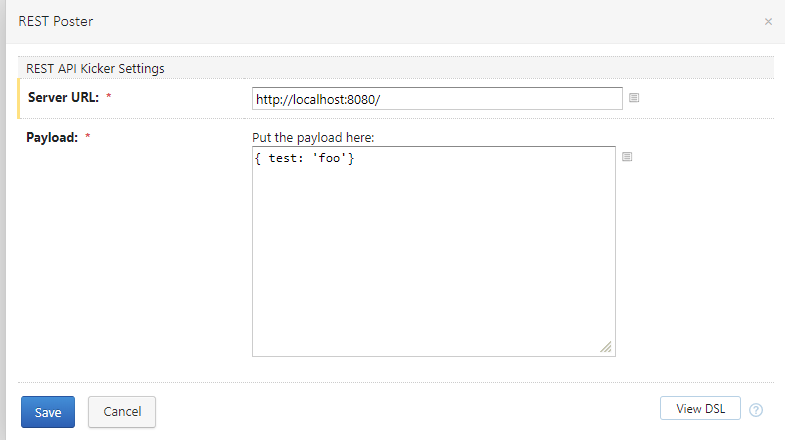 REST Poster ×
REST API Kicker Settings
Server URL: * http://localhost:8080/
Payload: * Put the payload here:
{ test: 'foo'}
Save Cancel View DSL ?